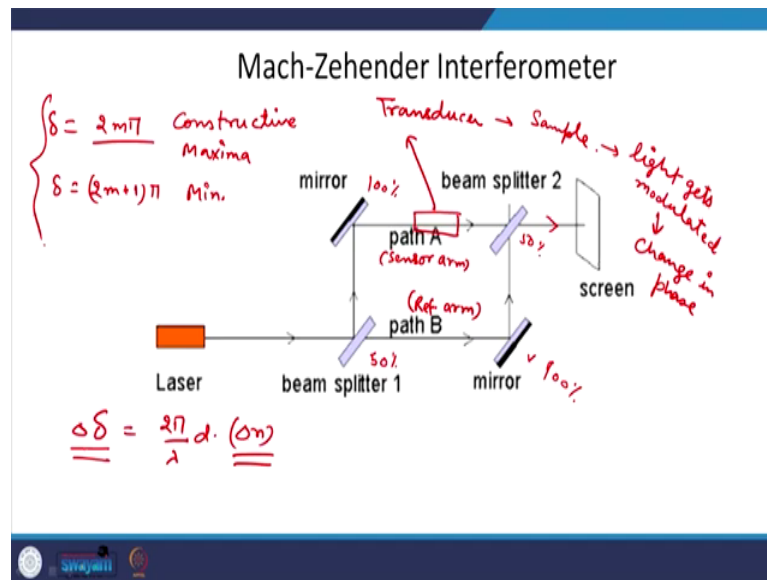 Mach-Zehender Interferometer
δ = 2mπ Constructive
Maxima
δ = (2m+1)π Min.
Transducer → Sample → light gets
modulated
↓
Change in
phase
mirror 100%
beam splitter 2
path A
(Sensor arm)
50%
screen
(Ref arm)
path B
50%
Laser
beam splitter 1
mirror
100%
Δδ = 2π/λ d. (Δn)
swayam